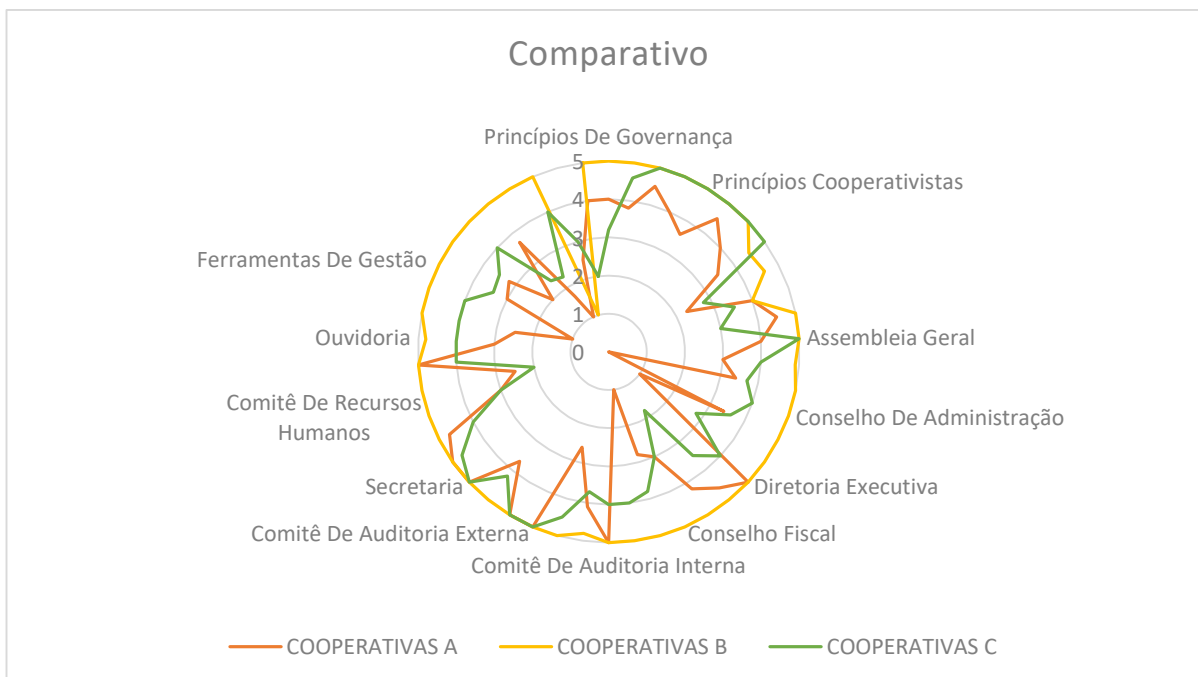 Comparativo
Princípios De Governança
Princípios Cooperativistas
Assembleia Geral
Conselho De Administração
Diretoria Executiva
Conselho Fiscal
Comitê De Auditoria Interna
Comitê De Auditoria Externa
Secretaria
Comitê De Recursos
Humanos
Ouvidoria
Ferramentas De Gestão
5
4
3
2
1
0
COOPERATIVAS A
COOPERATIVAS B
COOPERATIVAS C